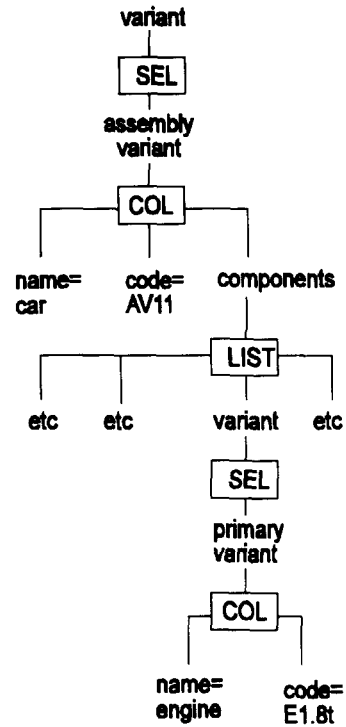 variant
SEL
assembly
variant
COL
name=
car
code=
AV11
components
LIST
etc
etc
variant
etc
SEL
primary
variant
COL
name=
engine
code=
E1.8t